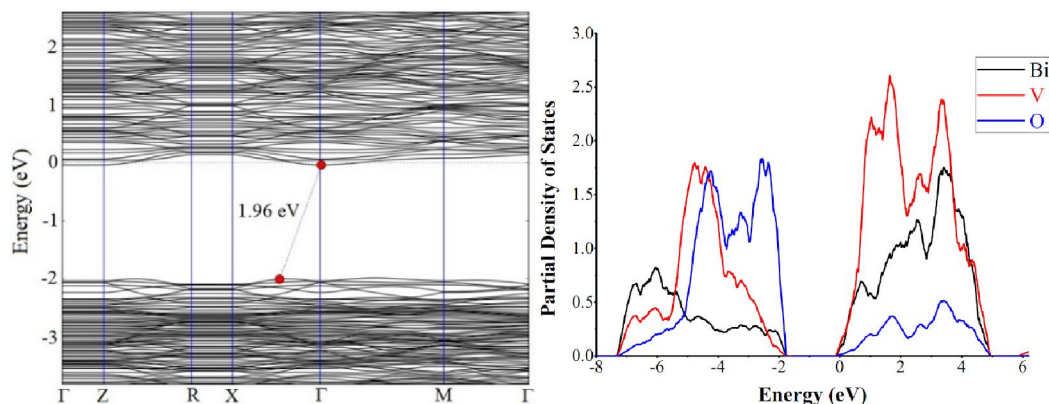 2
1
0
-1
-2
-3
Energy (eV)
1.96 eV
Γ Z R X Γ M Γ
3.0
2.5
2.0
1.5
1.0
0.5
0.0
Partial Density of States
Bi
V
O
-8 -6 -4 -2 0 2 4 6
Energy (eV)